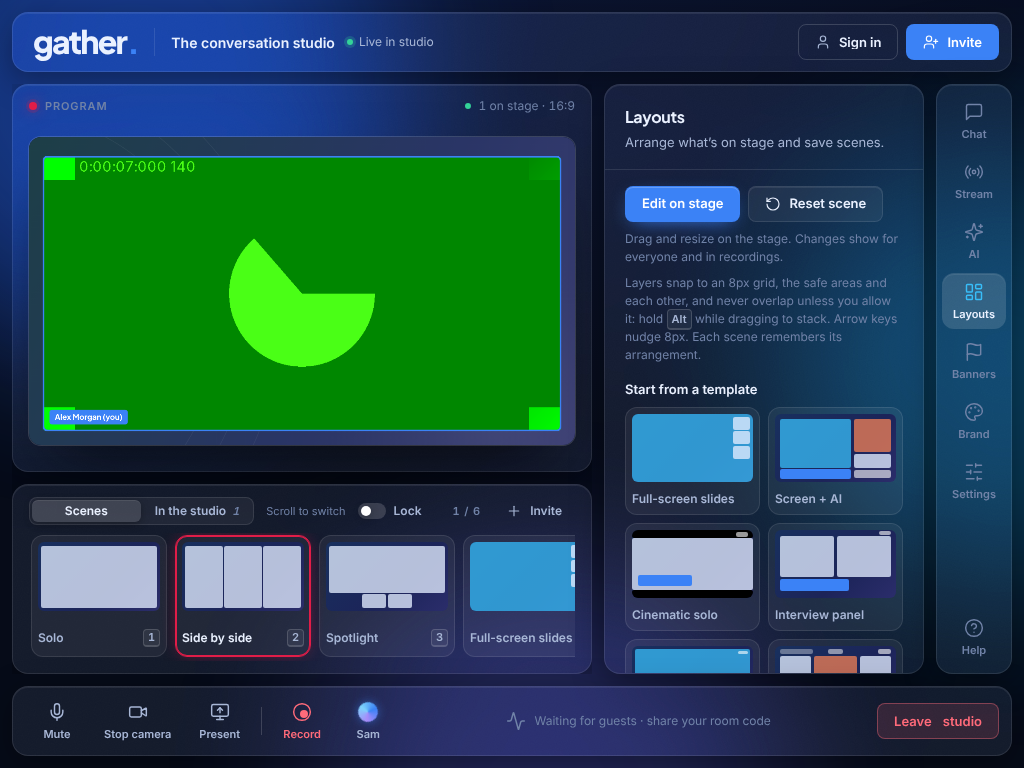 gather.
The conversation studio
Live in studio
Sign in
Invite
PROGRAM
1 on stage · 16:9
0:00:07:000 140
Alex Morgan (you)
Scenes
In the studio 1
Scroll to switch
Lock
1 / 6
Invite
Solo
1
Side by side
2
Spotlight
3
Full-screen slides
Layouts
Arrange what's on stage and save scenes.
Edit on stage
Reset scene
Drag and resize on the stage. Changes show for
everyone and in recordings.
Layers snap to an 8px grid, the safe areas and
each other, and never overlap unless you allow
it: hold Alt while dragging to stack. Arrow keys
nudge 8px. Each scene remembers its
arrangement.
Start from a template
Full-screen slides
Screen + AI
Cinematic solo
Interview panel
Chat
Stream
AI
Layouts
Banners
Brand
Settings
Help
Mute
Stop camera
Present
Record
Sam
Waiting for guests · share your room code
Leave studio